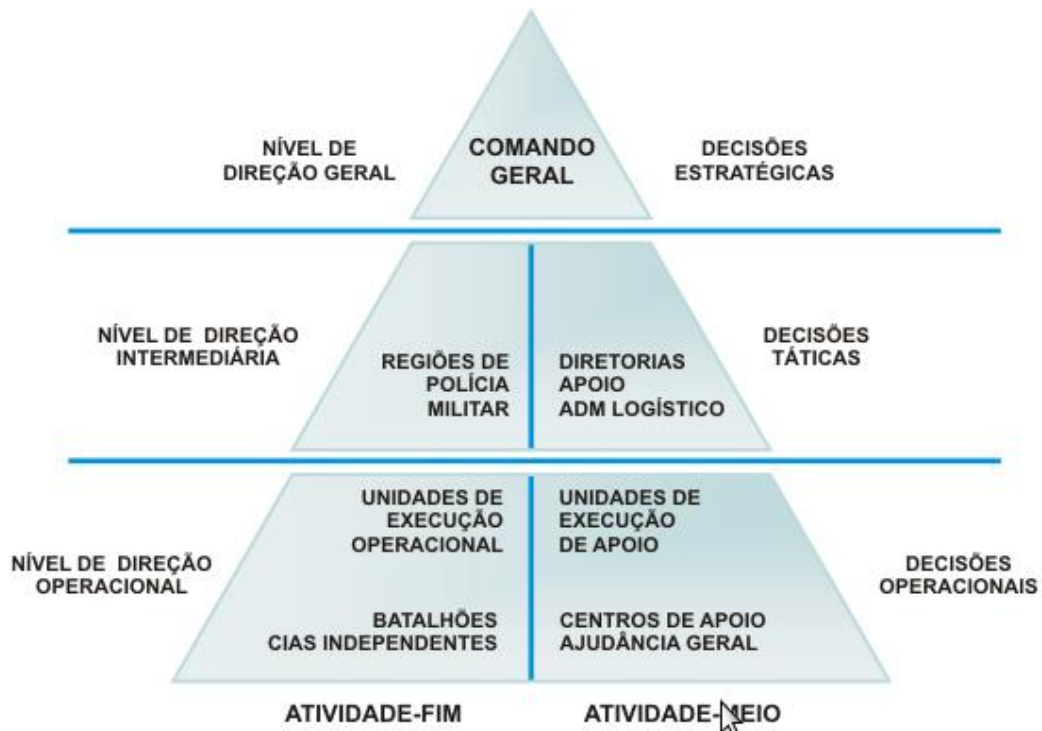 NÍVEL DE
DIREÇÃO GERAL
COMANDO
GERAL
DECISÕES
ESTRATÉGICAS
NÍVEL DE DIREÇÃO
INTERMEDIÁRIA
REGIÕES DE
POLÍCIA
MILITAR
DIRETORIAS
APOIO
ADM LOGÍSTICO
DECISÕES
TÁTICAS
NÍVEL DE DIREÇÃO
OPERACIONAL
UNIDADES DE
EXECUÇÃO
OPERACIONAL
BATALHÕES
CIAS INDEPENDENTES
UNIDADES DE
EXECUÇÃO
DE APOIO
CENTROS DE APOIO
AJUDÂNCIA GERAL
DECISÕES
OPERACIONAIS
ATIVIDADE-FIM
ATIVIDADE-MEIO